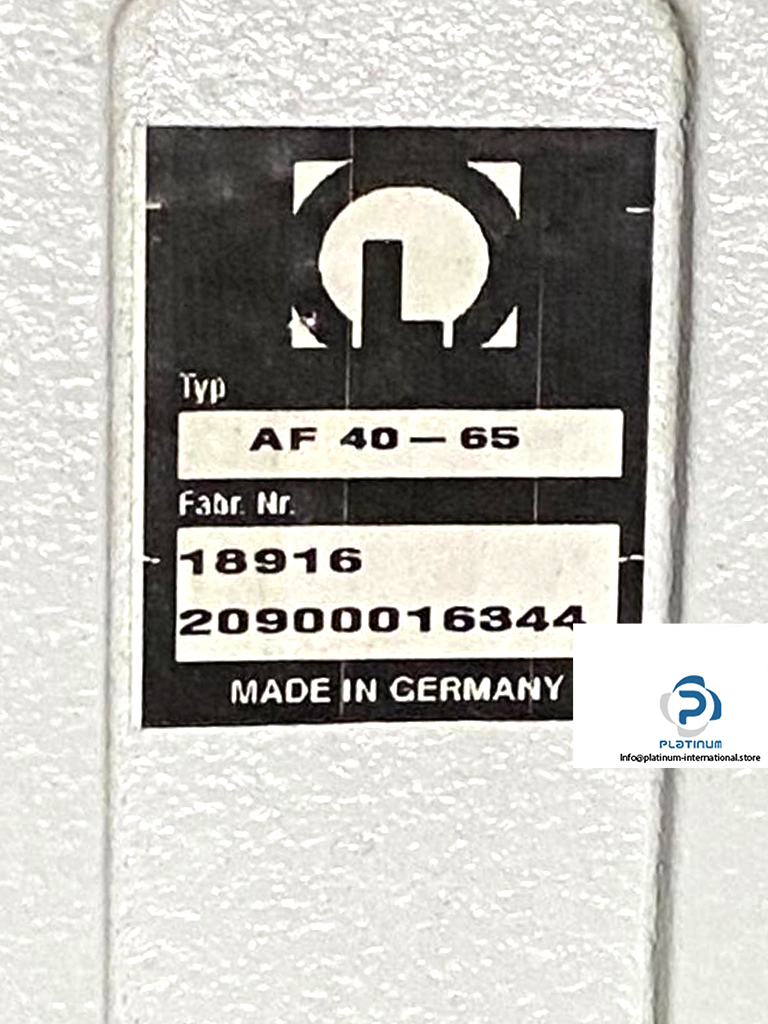 Typ
AF 40 — 65
Fabr. Nr.
18916
20900016344
MADE IN GERMANY
PLATINUM
Info@platinum-international.store